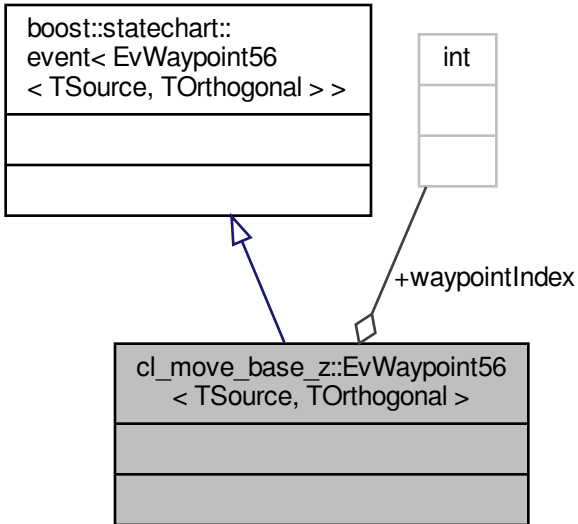 boost::statechart::
event< EvWaypoint56
< TSource, TOrthogonal > >
int
+waypointIndex
cl_move_base_z::EvWaypoint56
< TSource, TOrthogonal >